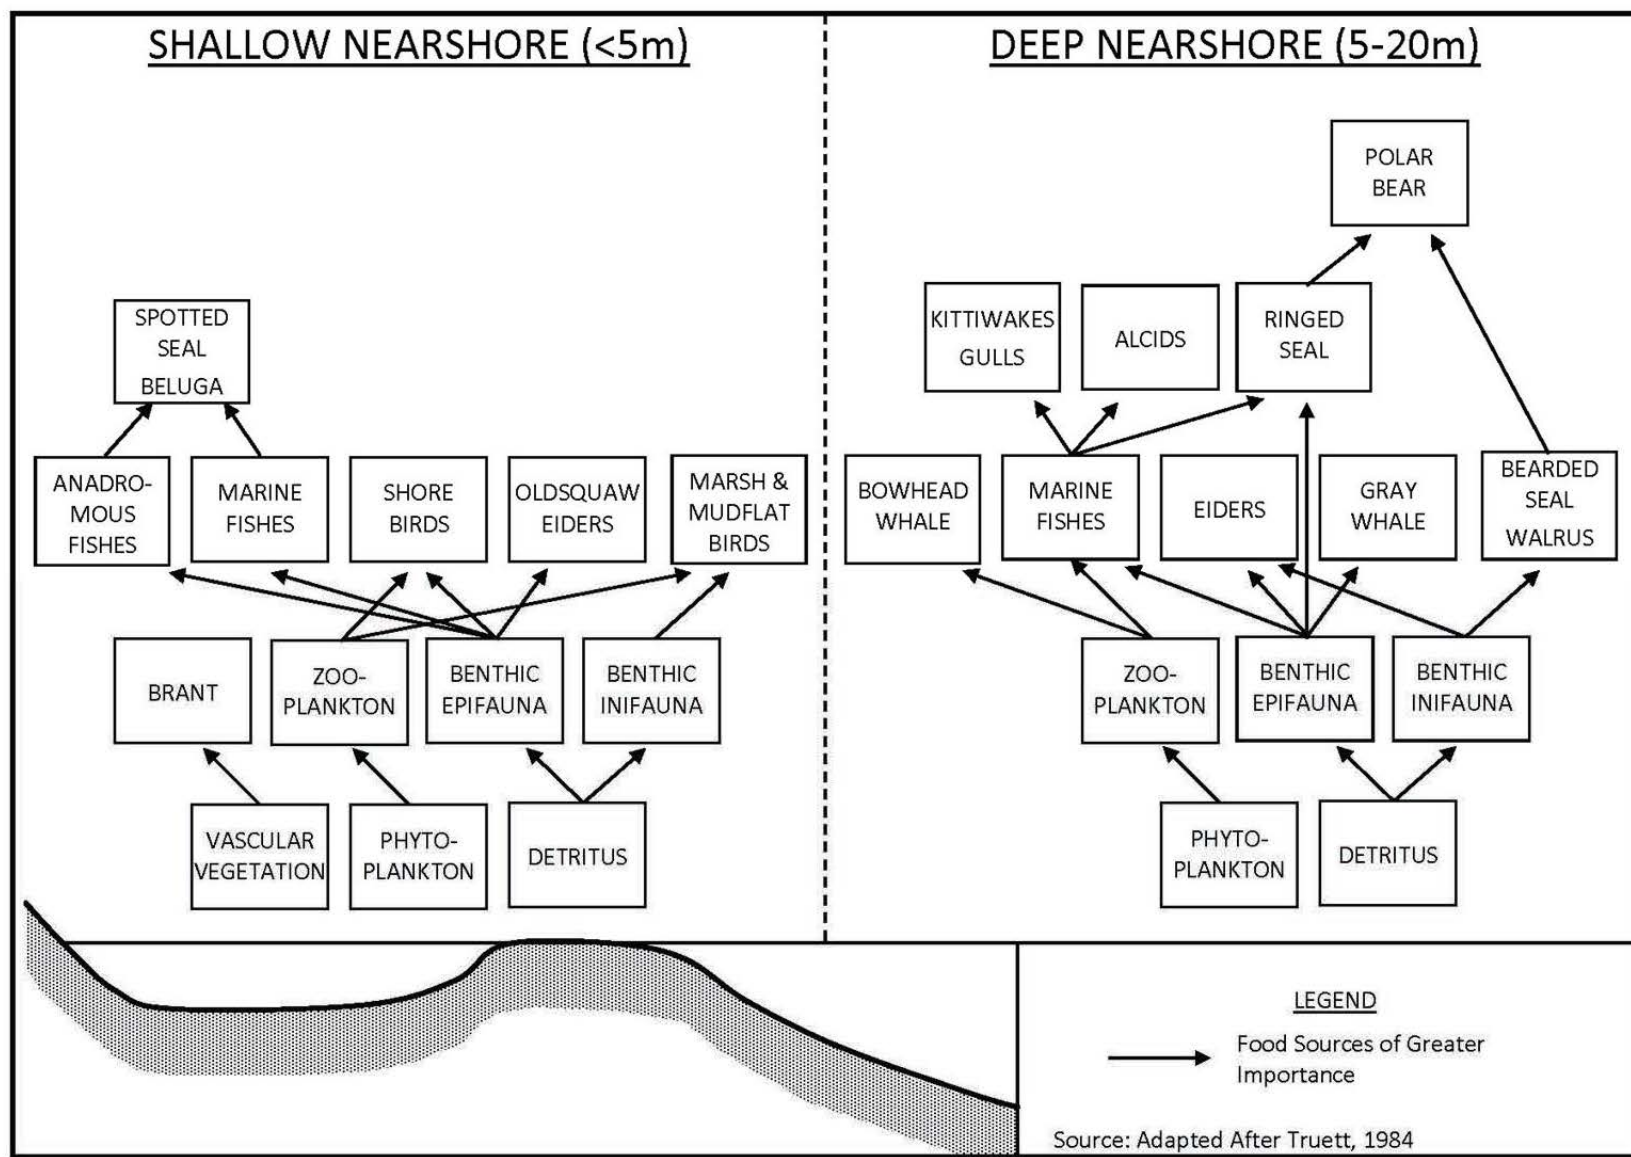 SHALLOW NEARSHORE (<5m)
DEEP NEARSHORE (5-20m)
POLAR
BEAR
SPOTTED
SEAL
BELUGA
KITTIWAKES
GULLS
ALCIDS
RINGED
SEAL
ANADRO-
MOUS
FISHES
MARINE
FISHES
SHORE
BIRDS
OLDSQUAW
EIDERS
MARSH &
MUDFLAT
BIRDS
BOWHEAD
WHALE
MARINE
FISHES
EIDERS
GRAY
WHALE
BEARDED
SEAL
WALRUS
BRANT
ZOO-
PLANKTON
BENTHIC
EPIFAUNA
BENTHIC
INIFAUNA
ZOO-
PLANKTON
BENTHIC
EPIFAUNA
BENTHIC
INIFAUNA
VASCULAR
VEGETATION
PHYTO-
PLANKTON
DETRITUS
PHYTO-
PLANKTON
DETRITUS
LEGEND
Food Sources of Greater
Importance
Source: Adapted After Truett, 1984